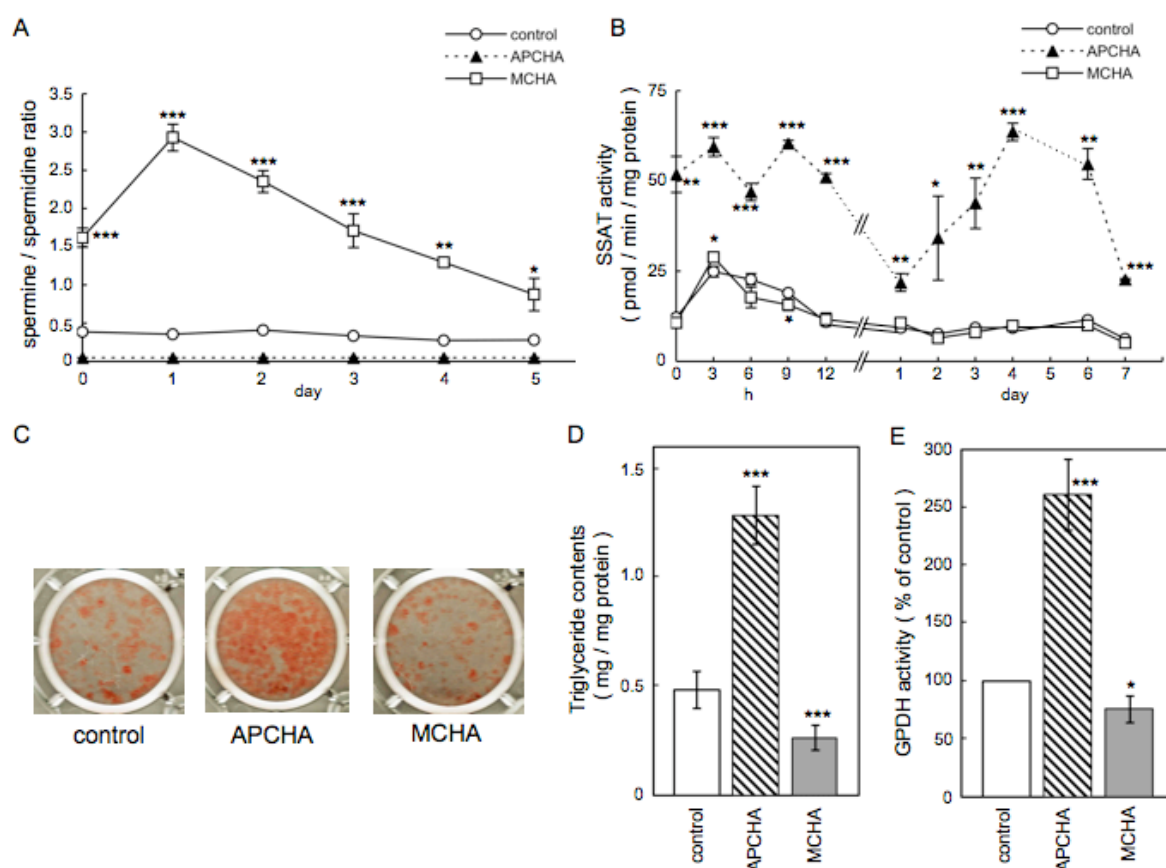 A
control
APCHA
MCHA
spermine / spermidine ratio
3.5
3.0
2.5
2.0
1.5
1.0
0.5
0
***
***
***
***
**
*
0 1 2 3 4 5
day
B
control
APCHA
MCHA
SSAT activity
( pmol / min / mg protein )
75
50
25
0
**
***
***
***
***
**
*
**
***
**
***
*
*
0 3 6 9 12 1 2 3 4 5 6 7
h day
C
control APCHA MCHA
D
Triglyceride contents
( mg / mg protein )
1.5
1.0
0.5
0
***
***
control APCHA MCHA
E
GPDH activity ( % of control )
300
250
200
150
100
50
0
***
*
control APCHA MCHA